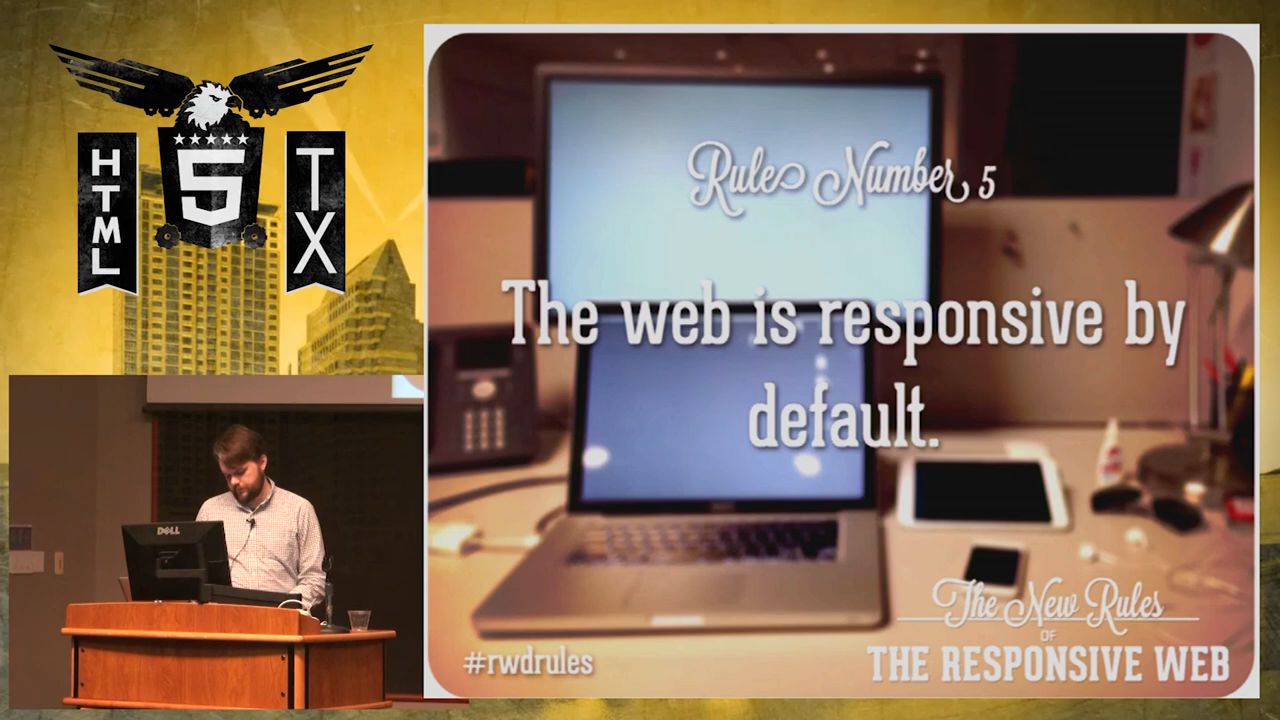 HTML
5
TX
DELL
Rule Number 5
The web is responsive by
default.
#rwdrules
The New Rules
OF
THE RESPONSIVE WEB